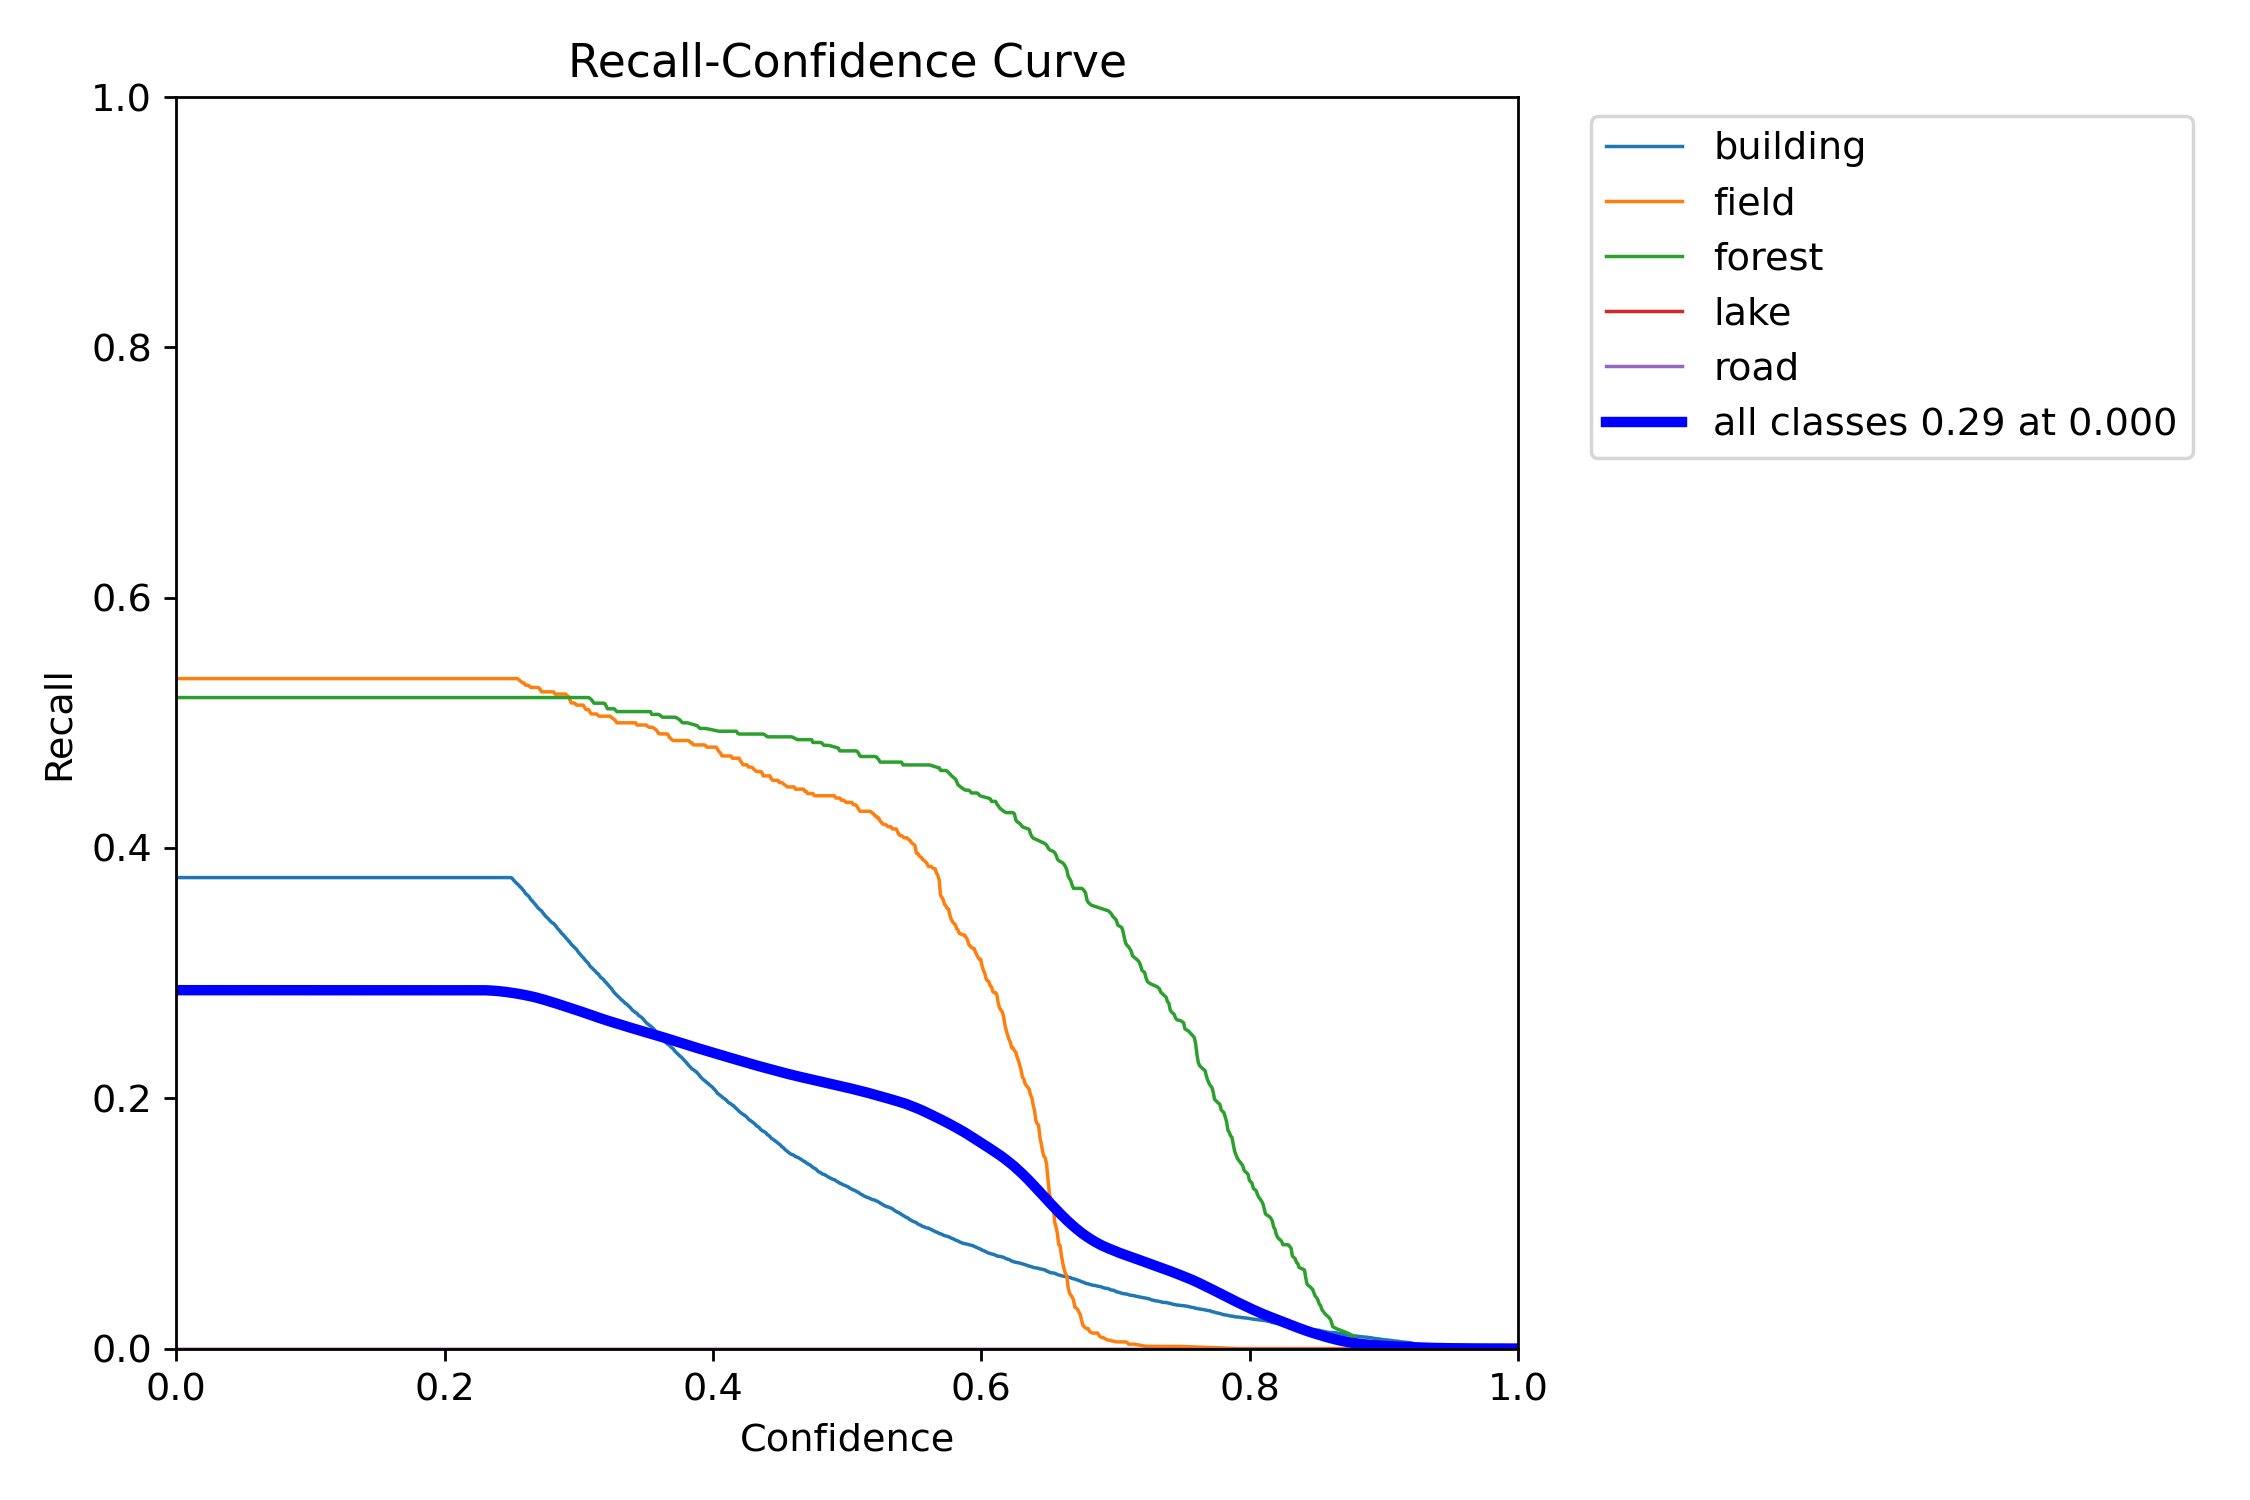 Recall-Confidence Curve
1.0
0.8
0.6
0.4
0.2
0.0
Recall
0.0 0.2 0.4 0.6 0.8 1.0
Confidence
building
field
forest
lake
road
all classes 0.29 at 0.000